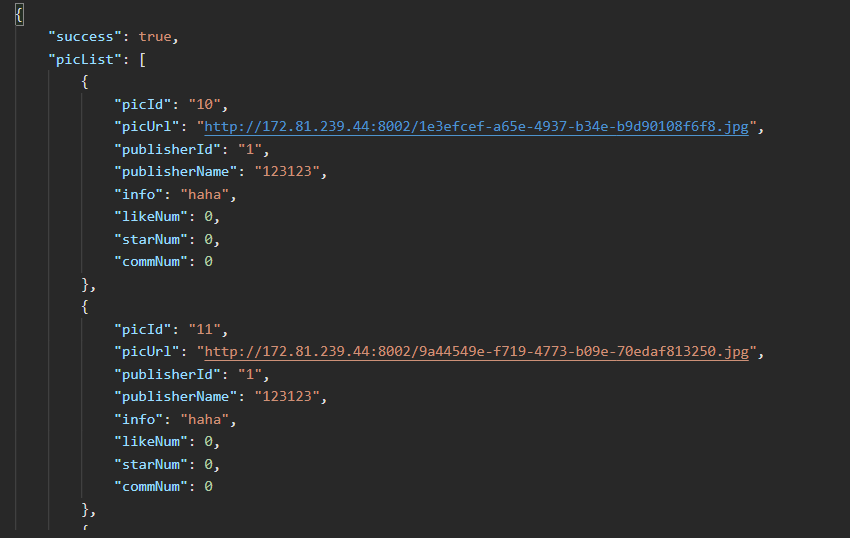 {
"success": true,
"picList": [
{
"picId": "10",
"picUrl": "http://172.81.239.44:8002/1e3efcef-a65e-4937-b34e-b9d90108f6f8.jpg",
"publisherId": "1",
"publisherName": "123123",
"info": "haha",
"likeNum": 0,
"starNum": 0,
"commNum": 0
},
{
"picId": "11",
"picUrl": "http://172.81.239.44:8002/9a44549e-f719-4773-b09e-70edaf813250.jpg",
"publisherId": "1",
"publisherName": "123123",
"info": "haha",
"likeNum": 0,
"starNum": 0,
"commNum": 0
},
{